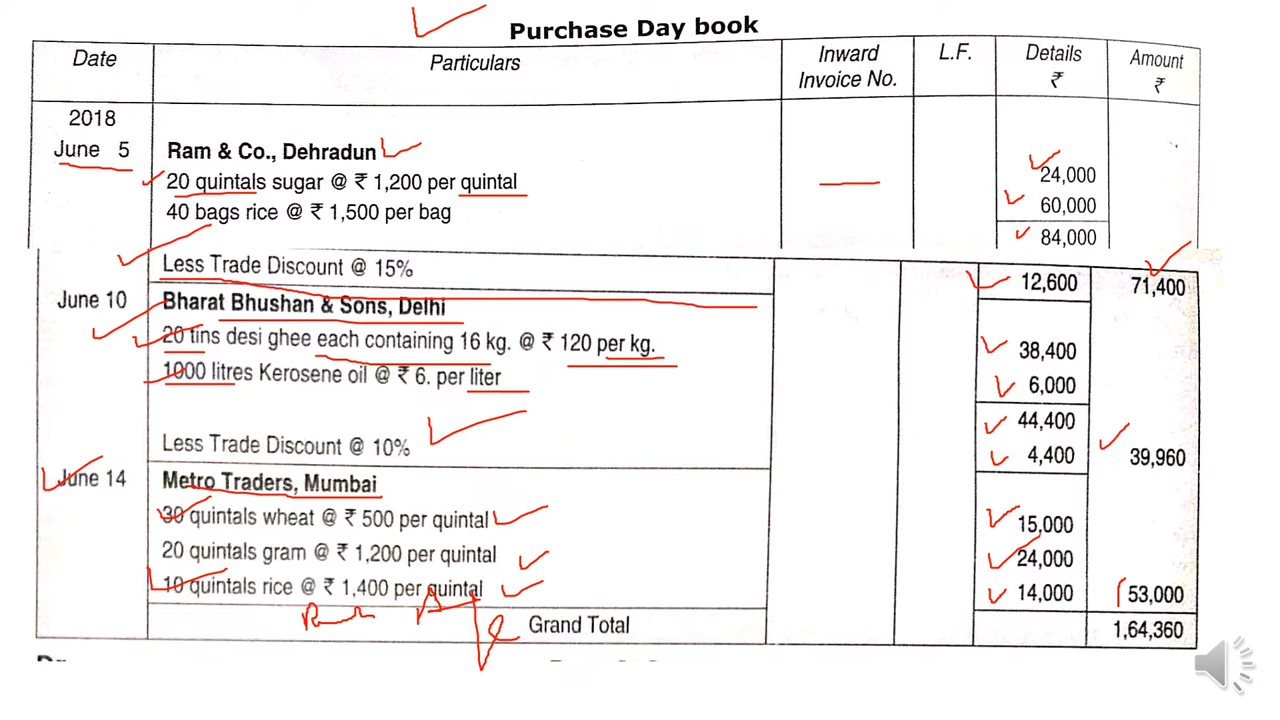 Purchase Day book
Date Particulars Inward Invoice No. L.F. Details ₹ Amount ₹
2018
June 5 Ram & Co., Dehradun
20 quintals sugar @ ₹ 1,200 per quintal 24,000
40 bags rice @ ₹ 1,500 per bag 60,000
84,000
Less Trade Discount @ 15% 12,600 71,400
June 10 Bharat Bhushan & Sons, Delhi
20 tins desi ghee each containing 16 kg. @ ₹ 120 per kg. 38,400
1000 litres Kerosene oil @ ₹ 6. per liter 6,000
44,400
Less Trade Discount @ 10% 4,400 39,960
June 14 Metro Traders, Mumbai
30 quintals wheat @ ₹ 500 per quintal 15,000
20 quintals gram @ ₹ 1,200 per quintal 24,000
10 quintals rice @ ₹ 1,400 per quintal 14,000 53,000
Grand Total 1,64,360